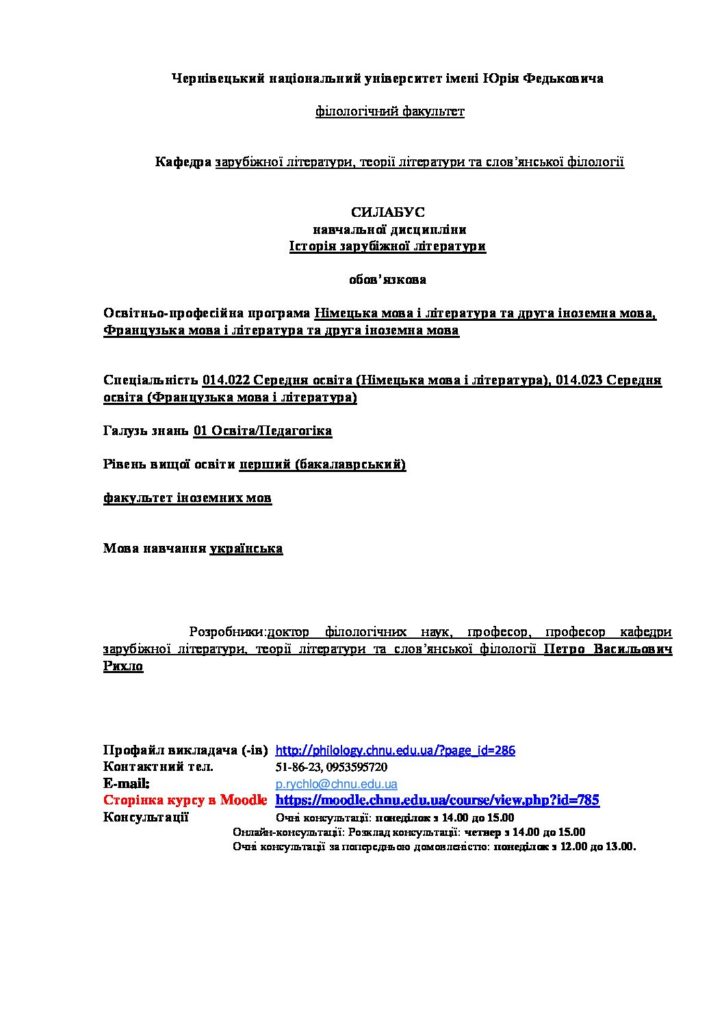 Чернівецький національний університет імені Юрія Федьковича
філологічний факультет
Кафедра зарубіжної літератури, теорії літератури та слов’янської філології
СИЛАБУС
навчальної дисципліни
Історія зарубіжної літератури
обов’язкова
Освітньо-професійна програма Німецька мова і література та друга іноземна мова,
Французька мова і література та друга іноземна мова
Спеціальність 014.022 Середня освіта (Німецька мова і література), 014.023 Середня
освіта (Французька мова і література)
Галузь знань 01 Освіта/Педагогіка
Рівень вищої освіти перший (бакалаврський)
факультет іноземних мов
Мова навчання українська
Розробники:доктор філологічних наук, професор, професор кафедри
зарубіжної літератури, теорії літератури та слов’янської філології Петро Васильович
Рихло
Профайл викладача (-ів) http://philology.chnu.edu.ua/?page_id=286
Контактний тел. 51-86-23, 0953595720
E-mail: p.rychlo@chnu.edu.ua
Сторінка курсу в Moodle https://moodle.chnu.edu.ua/course/view.php?id=785
Консультації Очні консультації: понеділок з 14.00 до 15.00
Онлайн-консультації: Розклад консультації: четвер з 14.00 до 15.00
Очні консультації за попередньою домовленістю: понеділок з 12.00 до 13.00.